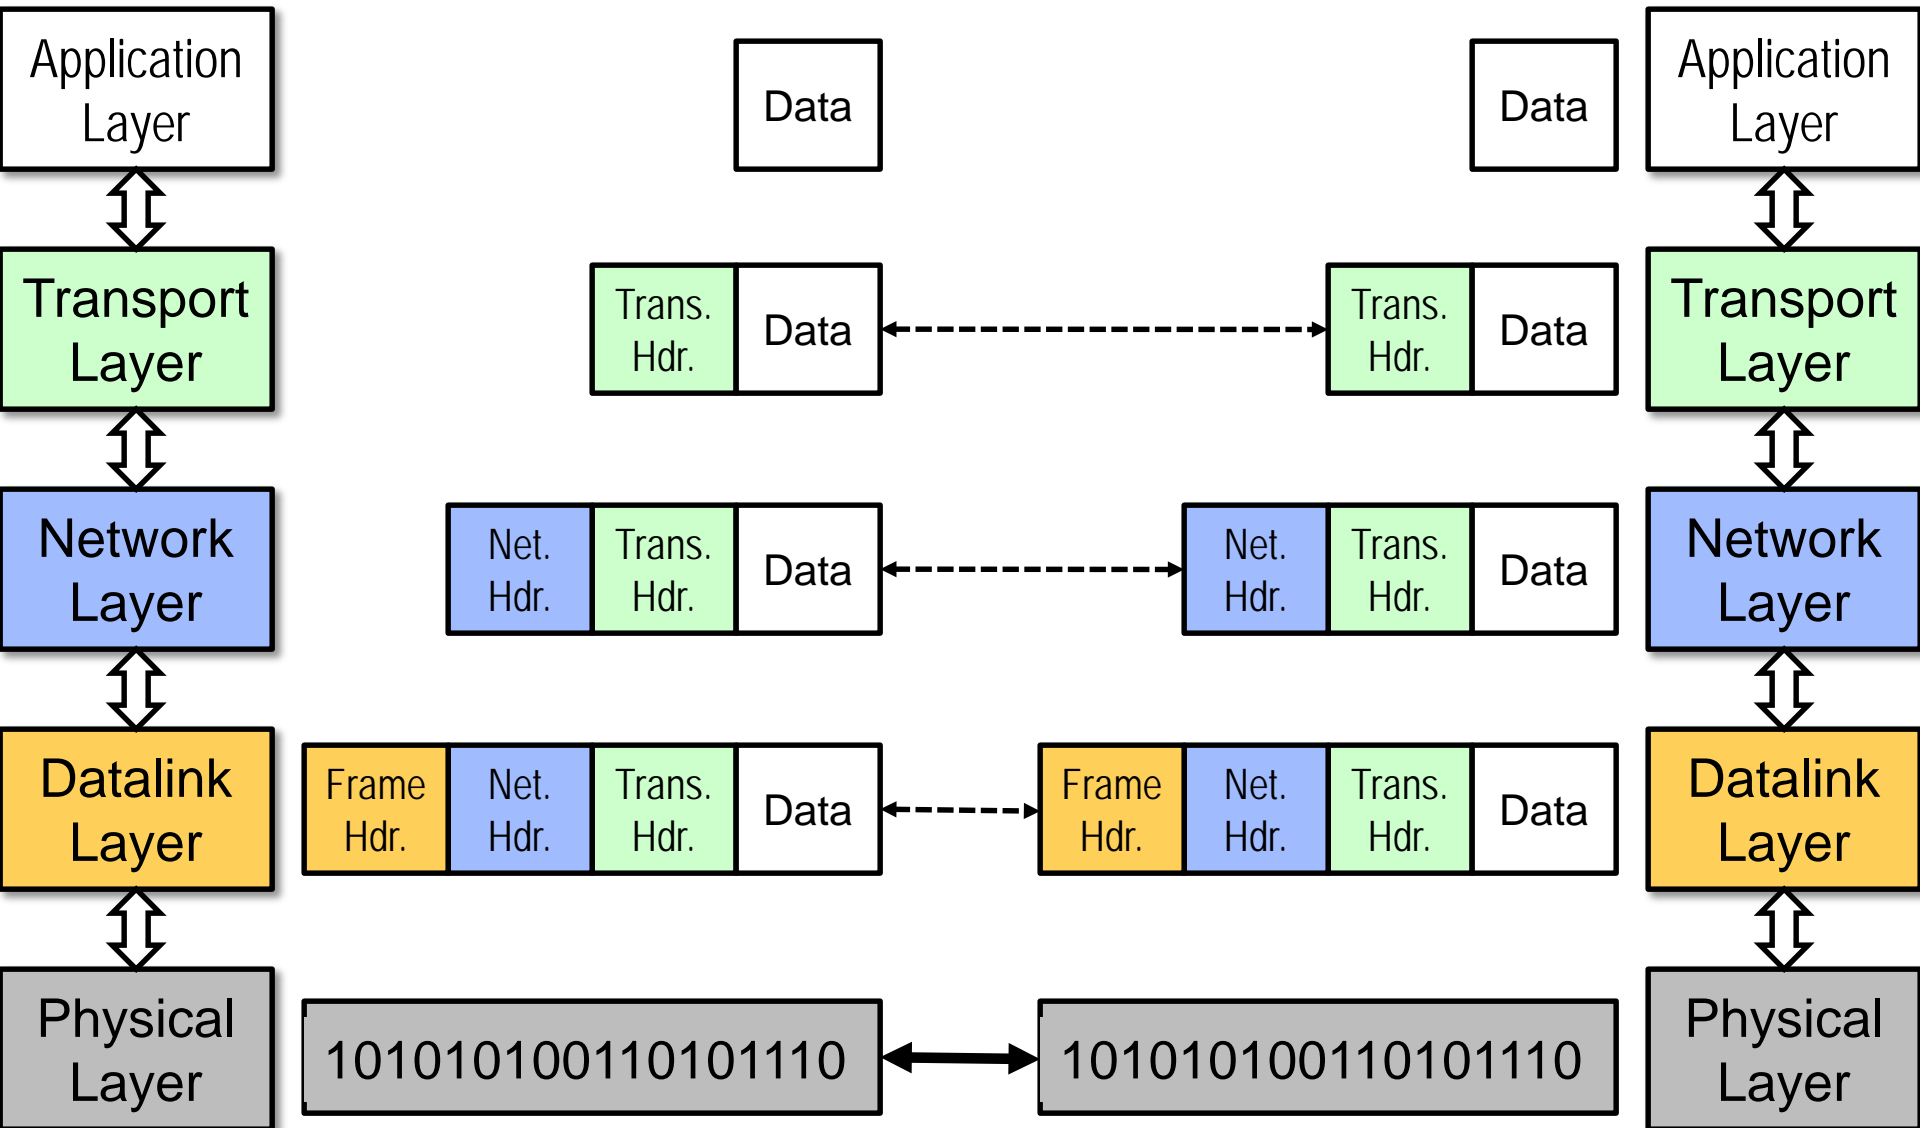 Application
Layer
Data
Data
Application
Layer
Transport
Layer
Trans.
Hdr.
Data
Trans.
Hdr.
Data
Transport
Layer
Network
Layer
Net.
Hdr.
Trans.
Hdr.
Data
Net.
Hdr.
Trans.
Hdr.
Data
Network
Layer
Datalink
Layer
Frame
Hdr.
Net.
Hdr.
Trans.
Hdr.
Data
Frame
Hdr.
Net.
Hdr.
Trans.
Hdr.
Data
Datalink
Layer
Physical
Layer
101010100110101110
101010100110101110
Physical
Layer